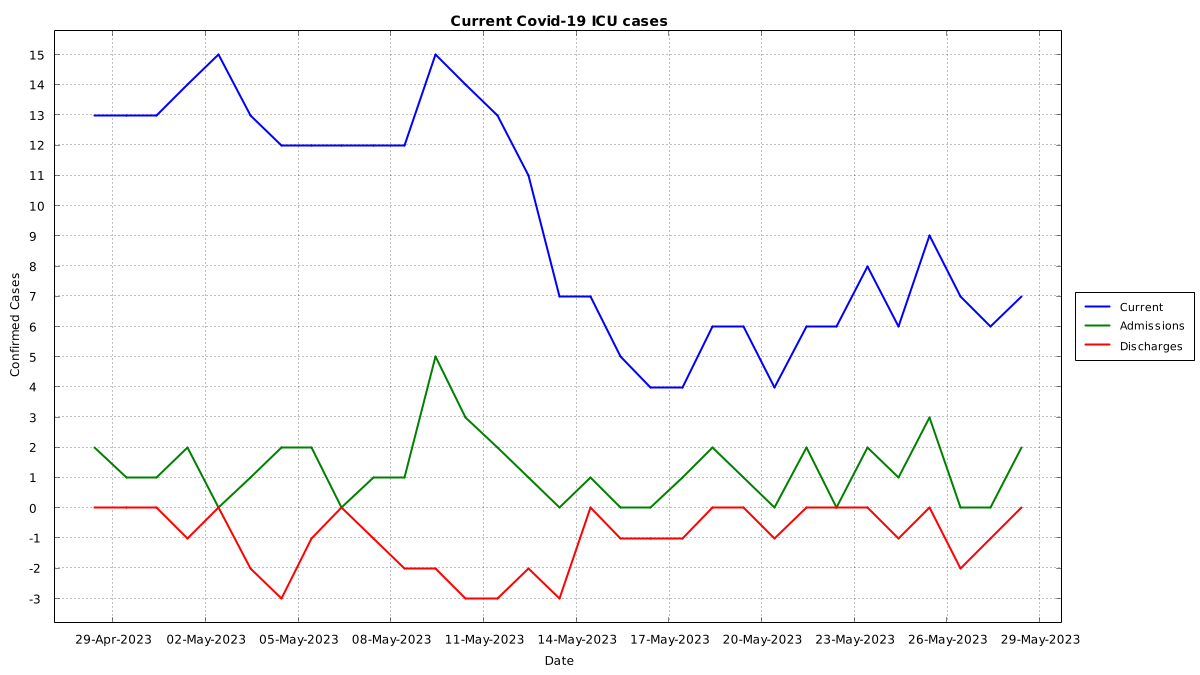 Current Covid-19 ICU cases
15
14
13
12
11
10
9
8
7
6
5
4
3
2
1
0
-1
-2
-3
Confirmed Cases
29-Apr-2023 02-May-2023 05-May-2023 08-May-2023 11-May-2023 14-May-2023 17-May-2023 20-May-2023 23-May-2023 26-May-2023 29-May-2023
Date
Current
Admissions
Discharges